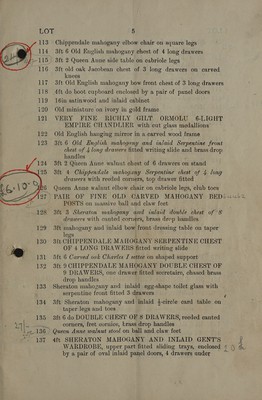 LOT 5
113 Chippendale mahogany elbow chair on square legs
114 3ft 6 Old English mahogany chest of 4 long drawers
115 3ft 2 Queen Anne side table on cabriole legs
116 3ft old oak Jacobean chest of 3 long drawers on carved
knees
117 3ft Old English mahogany bow front chest of 3 long drawers
118 4ft do boot cupboard enclosed by a pair of panel doors
119 16in satinwood and inlaid cabinet
120 Old miniature on ivory in gold frame
121 VERY FINE RICHLY GILT ORMOLU 6-LIGHT
EMPIRE CHANDLIER with cut glass medallions
122 Old English hanging mirror in a carved wood frame
123 3ft 6 Old English mahogany and inlaid Serpentine front
chest of 4 long drawers fitted writing slide and brass drop
handles
124 3ft 2 Queen Anne walnut chest of 6 drawers on stand
125 3ft 4 Chippendale mahogany Serpentine chest of 4 long
drawers with reeded corners, top drawer fitted
126 Queen Anne walnut elbow chair on cabriole legs, club toes
127 PAIR OF FINE OLD CARVED MAHOGANY BED
POSTS on massive ball and claw feet
128 3ft 3 Sheraton mahogany and inlaid double chest of 8
drawers with canted corners, brass drop handles
129 3ft mahogany and inlaid bow front dressing table on taper
legs
130 3ft CHIPPENDALE MAHOGANY SERPENTINE CHEST
OF 4 LONG DRAWERS fitted writing slide
131 3ft 6 Carved oak Charles I settee on shaped support
132 3ft 9 CHIPPENDALE MAHOGANY DOUBLE CHEST OF
9 DRAWERS, one drawer fitted secretaire, chased brass
drop handles
133 Sheraton mahogany and inlaid egg-shape toilet glass with
serpentine front fitted 3 drawers
134 3ft Sheraton mahogany and inlaid ½-circle card table on
taper legs and toes
135 3ft 6 do DOUBLE CHEST OF 8 DRAWERS, reeded canted
corners, fret cornice, brass drop handles
136 Queen Anne walnut stool on ball and claw feet
137 4ft SHERATON MAHOGANY AND INLAID GENT'S
WARDROBE, upper part fitted sliding trays, enclosed
by a pair of oval inlaid panel doors, 4 drawers under